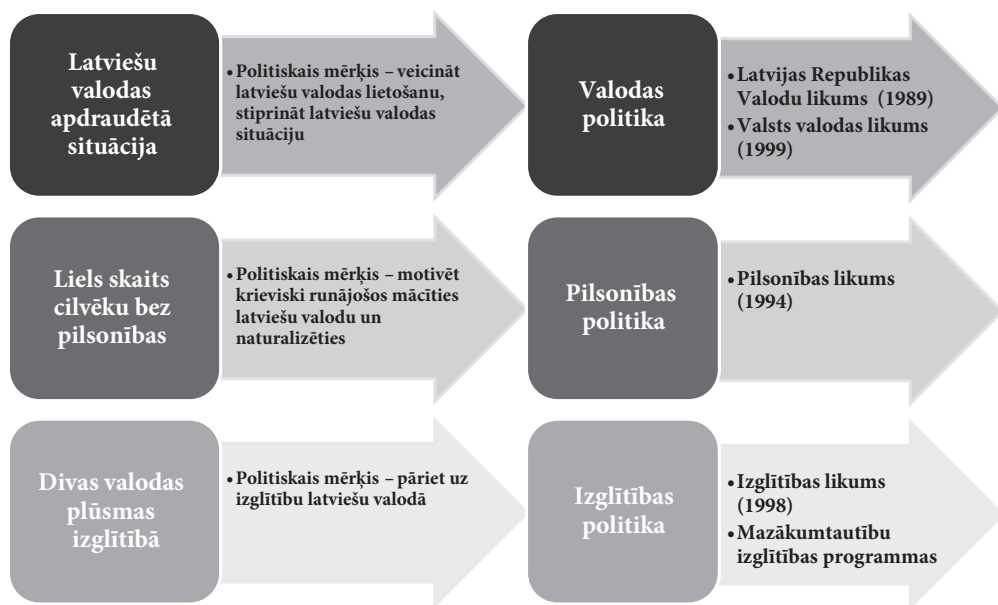 Latviešu
valodas
apdraudētā
situācija
• Politiskais mērķis – veicināt
latviešu valodas lietošanu,
stiprināt latviešu valodas
situāciju
Valodas
politika
• Latvijas Republikas
Valodu likums (1989)
• Valsts valodas likums
(1999)
Liels skaits
cilvēku bez
pilsonības
• Politiskais mērķis – motivēt
krieviski runājošos mācīties
latviešu valodu un
naturalizēties
Pilsonības
politika
• Pilsonības likums
(1994)
Divas valodas
plūsmas
izglītībā
• Politiskais mērķis – pāriet uz
izglītību latviešu valodā
Izglītības
politika
• Izglītības likums
(1998)
• Mazākumtautību
izglītības programmas